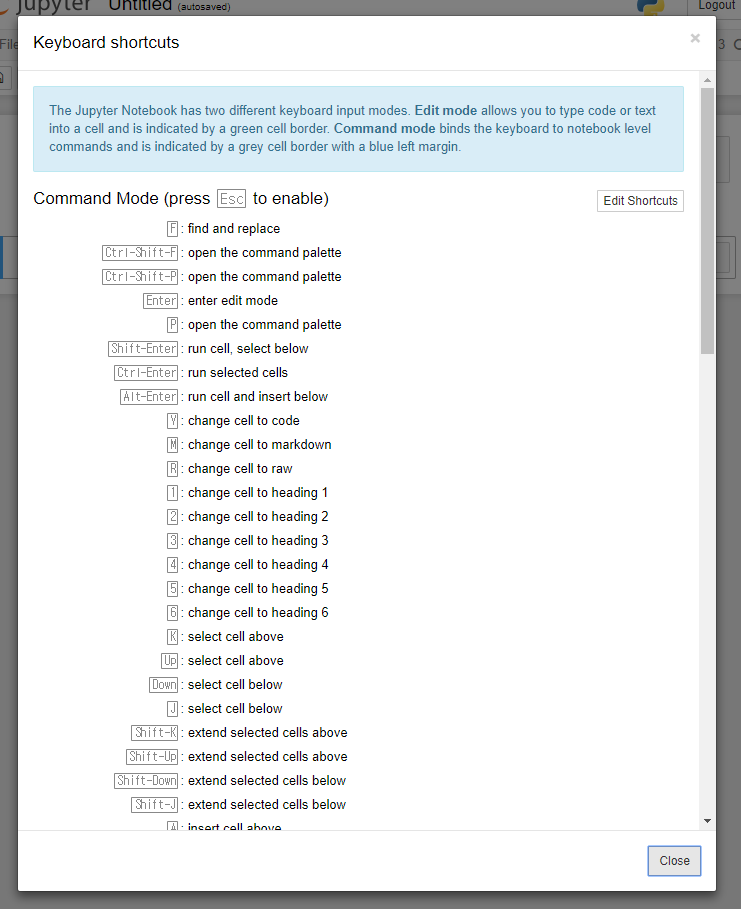 jupyter Untitled (autosaved)
Logout
Keyboard shortcuts
×
File
3
The Jupyter Notebook has two different keyboard input modes. Edit mode allows you to type code or text
into a cell and is indicated by a green cell border. Command mode binds the keyboard to notebook level
commands and is indicated by a grey cell border with a blue left margin.
Command Mode (press Esc to enable)
Edit Shortcuts
F : find and replace
Ctrl-Shift-F : open the command palette
Ctrl-Shift-P : open the command palette
Enter : enter edit mode
P : open the command palette
Shift-Enter : run cell, select below
Ctrl-Enter : run selected cells
Alt-Enter : run cell and insert below
Y : change cell to code
M : change cell to markdown
R : change cell to raw
1 : change cell to heading 1
2 : change cell to heading 2
3 : change cell to heading 3
4 : change cell to heading 4
5 : change cell to heading 5
6 : change cell to heading 6
K : select cell above
Up : select cell above
Down : select cell below
J : select cell below
Shift-K : extend selected cells above
Shift-Up : extend selected cells above
Shift-Down : extend selected cells below
Shift-J : extend selected cells below
A : insert cell above
Close